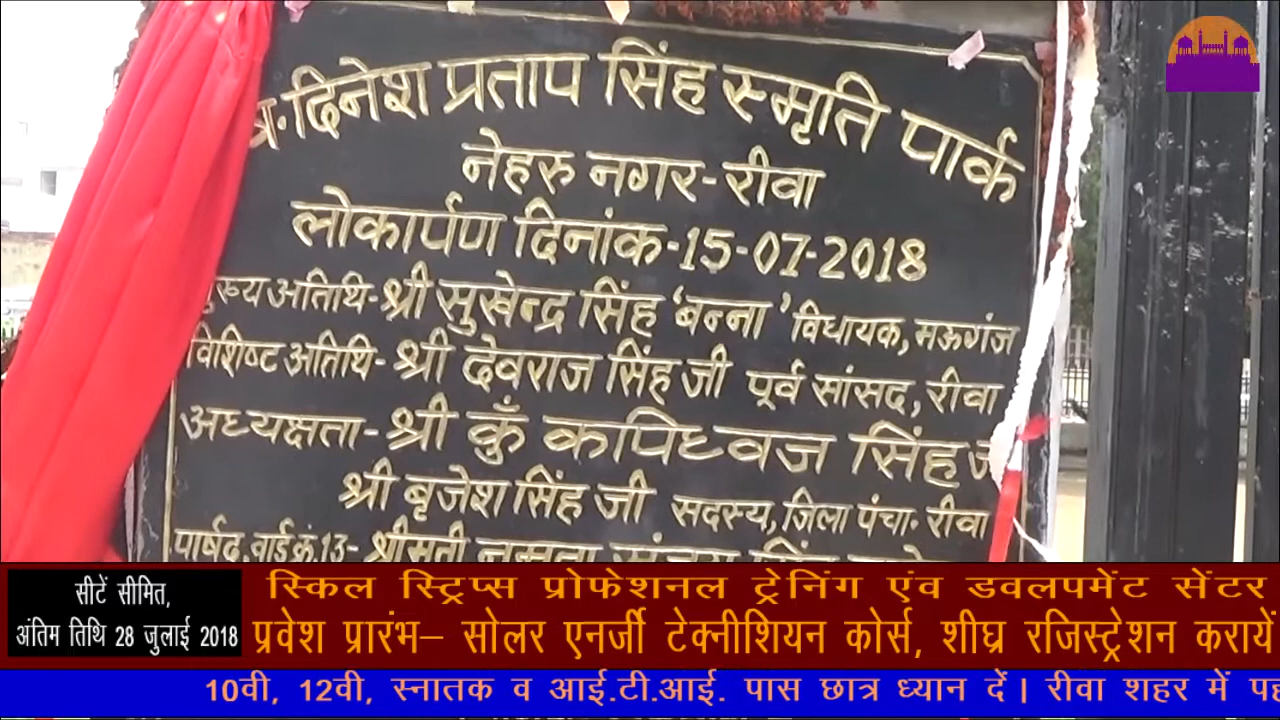 दिनेश प्रताप सिंह स्मृति पार्क
नेहरु नगर-रीवा
लोकार्पण दिनांक-15-07-2018
अतिथि-श्री सुखेन्द्र सिंह ‘बन्ना’ विधायक, मऊगंज
विशिष्ट अतिथि-श्री देवराज सिंह जी पूर्व सांसद, रीवा
अध्यक्षता-श्री कुँ कपिध्वज सिंह
श्री बृजेश सिंह जी सदस्य, जिला पंचा. रीवा
पार्षद, वार्ड क्रं. 13-श्रीमती
सीटें सीमित,
अंतिम तिथि 28 जुलाई 2018
स्किल स्ट्रिप्स प्रोफेशनल ट्रेनिंग एंव डवलपमेंट सेंटर
प्रवेश प्रारंभ– सोलर एनर्जी टेक्नीशियन कोर्स, शीघ्र रजिस्ट्रेशन करायें
10वी, 12वी, स्नातक व आई.टी.आई. पास छात्र ध्यान दें। रीवा शहर में